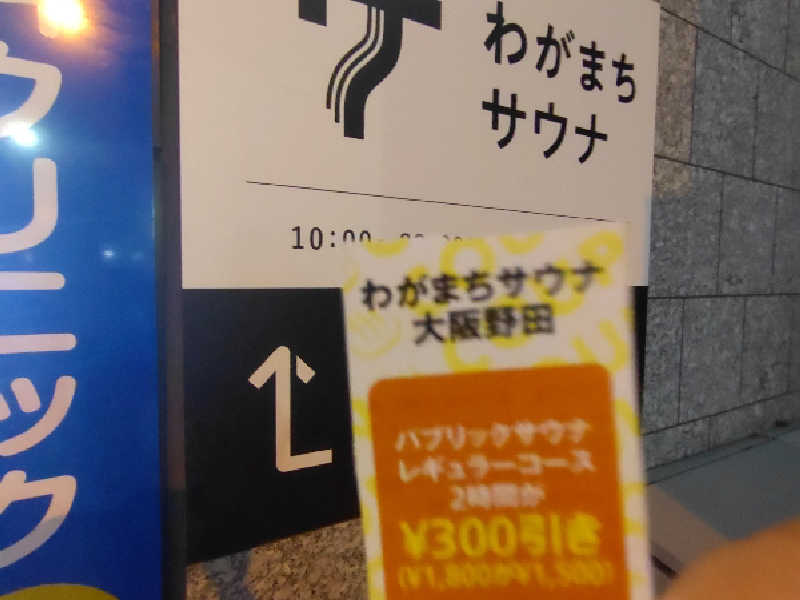 サ
わがまち
サウナ
10:00-
わがまちサウナ
大阪野田
パブリックサウナ
レギュラーコース
2時間が
¥300引き
(¥1,800が¥1,500)
クリニック